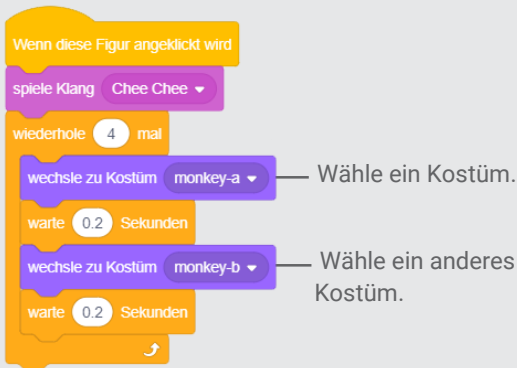 Wenn diese Figur angeklickt wird
spiele Klang Chee Chee
wiederhole 4 mal
wechsle zu Kostüm monkey-a
Wähle ein Kostüm.
warte 0.2 Sekunden
wechsle zu Kostüm monkey-b
Wähle ein anderes
Kostüm.
warte 0.2 Sekunden